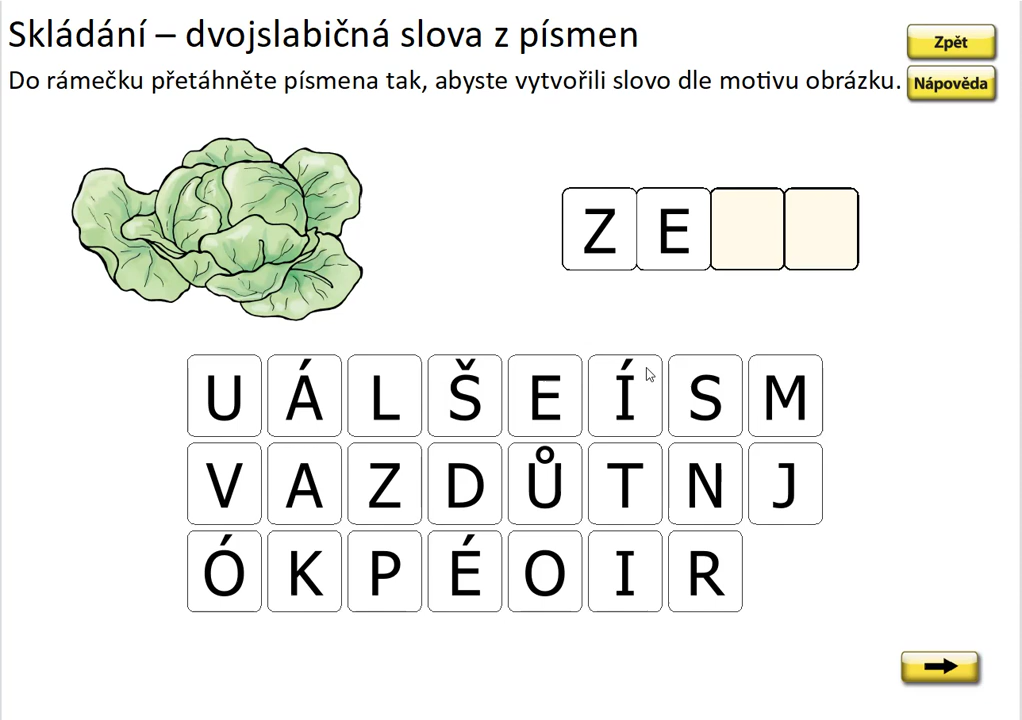 Skládání – dvojslabičná slova z písmen
Zpět
Do rámečku přetáhněte písmena tak, abyste vytvořili slovo dle motivu obrázku.
Nápověda
Z E
U Á L Š E Í S M
V A Z D Ů T N J
Ó K P É O I R